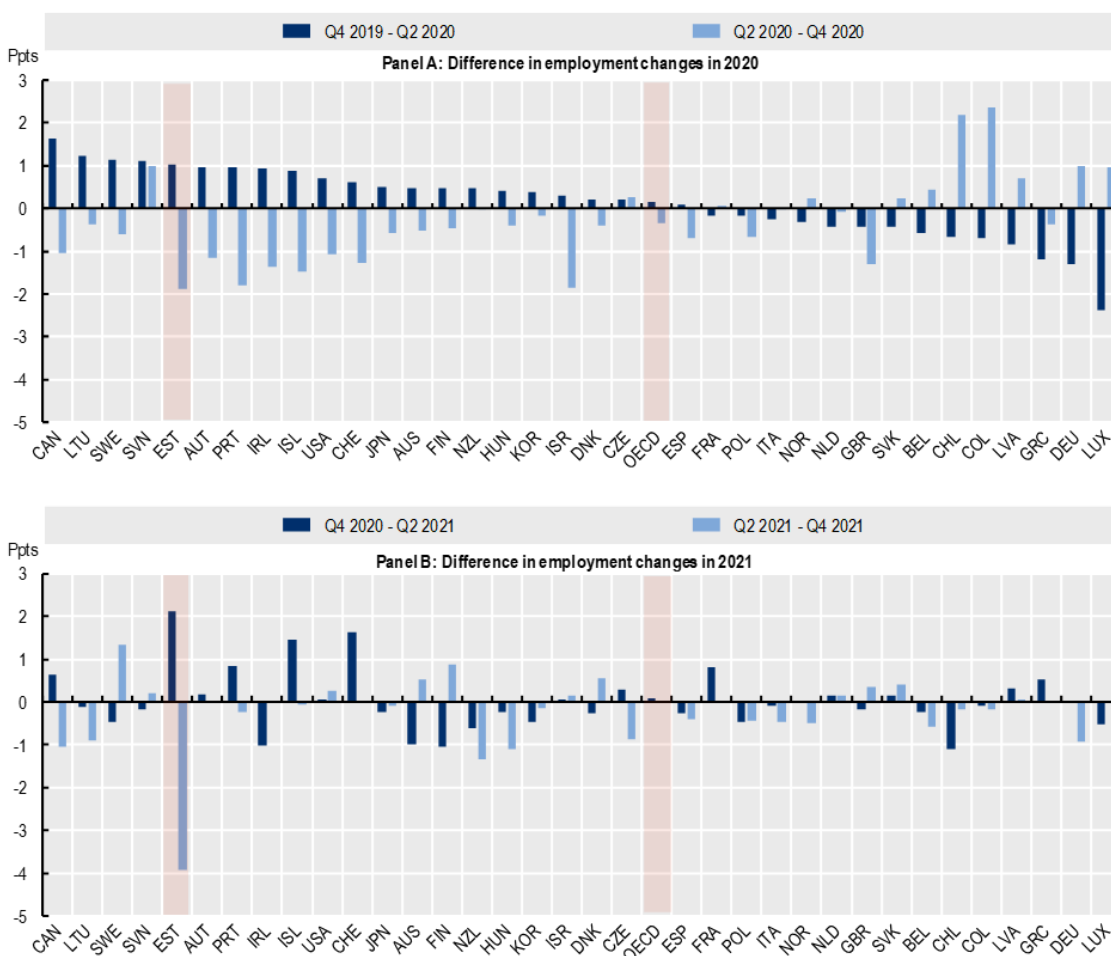 Q4 2019 - Q2 2020 Q2 2020 - Q4 2020
Ppts
Panel A: Difference in employment changes in 2020
3
2
1
0
-1
-2
-3
-4
-5
CAN LTU SWE SVN EST AUT PRT IRL ISL USA CHE JPN AUS FIN NZL HUN KOR ISR DNK CZE OECD ESP FRA POL ITA NOR NLD GBR SVK BEL CHL COL LVA GRC DEU LUX
Q4 2020 - Q2 2021 Q2 2021 - Q4 2021
Ppts
Panel B: Difference in employment changes in 2021
3
2
1
0
-1
-2
-3
-4
-5
CAN LTU SWE SVN EST AUT PRT IRL ISL USA CHE JPN AUS FIN NZL HUN KOR ISR DNK CZE OECD ESP FRA POL ITA NOR NLD GBR SVK BEL CHL COL LVA GRC DEU LUX